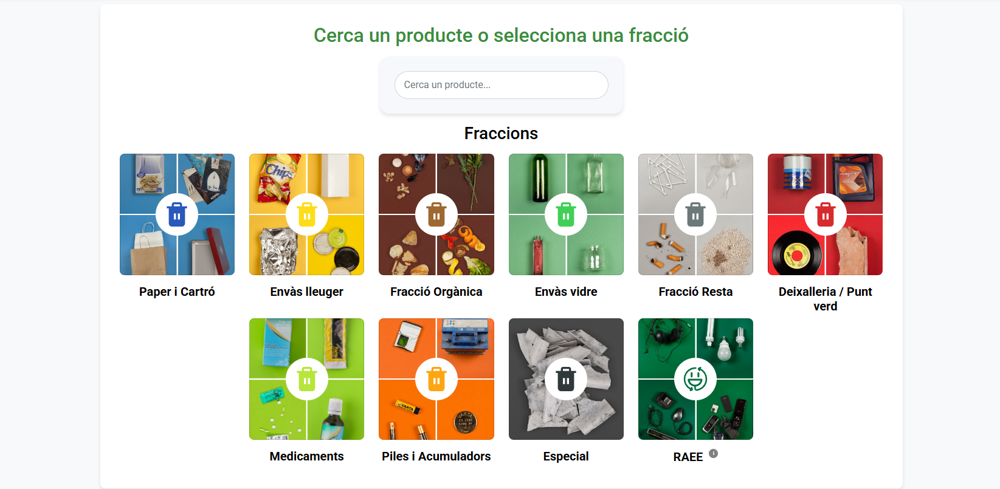 Cerca un producte o selecciona una fracció
Cerca un producte...
Fraccions
Chips
VARTA
VARTA
Paper i Cartró
Envàs lleuger
Fracció Orgànica
Envàs vidre
Fracció Resta
Deixalleria / Punt
verd
Medicaments
Piles i Acumuladors
Especial
RAEE